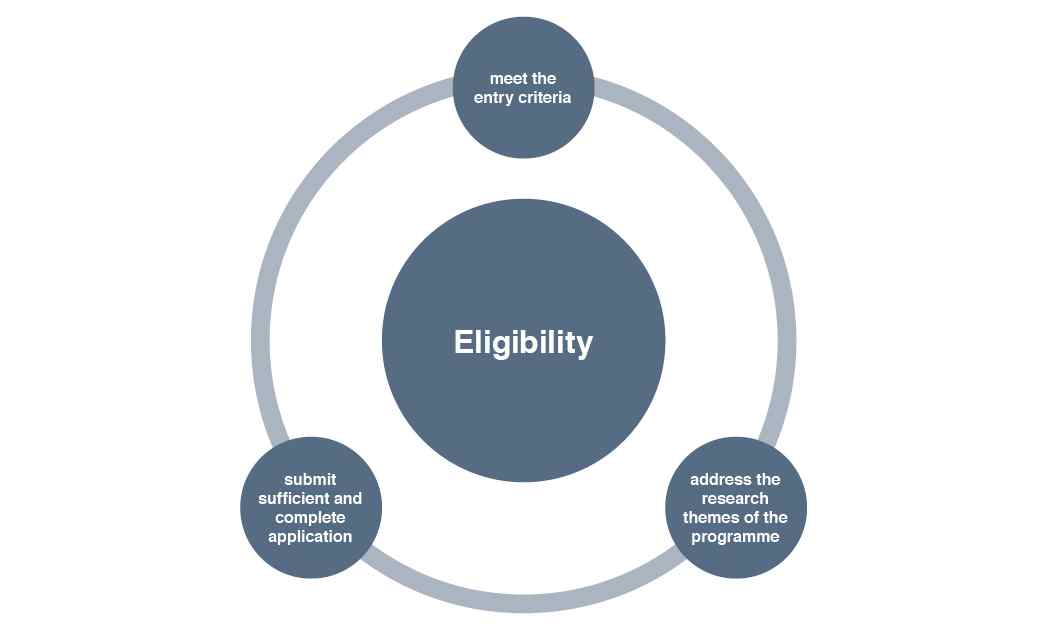 meet the
entry criteria
Eligibility
submit
sufficient and
complete
application
address the
research
themes of the
programme